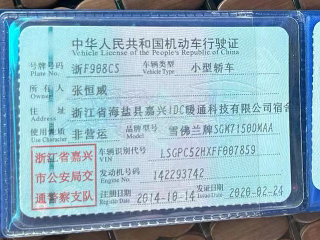 中华人民共和国机动车行驶证
Vehicle License of the People's Republic of China
号牌号码 浙F908CS 车辆类型 小型轿车
Plate No. Vehicle Type
所有人 张恒威
Owner
住址 浙江省海盐县嘉兴IDC暖通科技有限公司宿舍
Address
使用性质 非营运 品牌型号 雪佛兰牌SGM7150DMAA
Use Character Model
浙江省嘉兴市公安局交通警察支队
车辆识别代号 LSGPC52HXFF007859
VIN
发动机号码 142293742
Engine No.
注册日期 2014-10-14 发证日期 2020-02-24
Register Date Issue Date